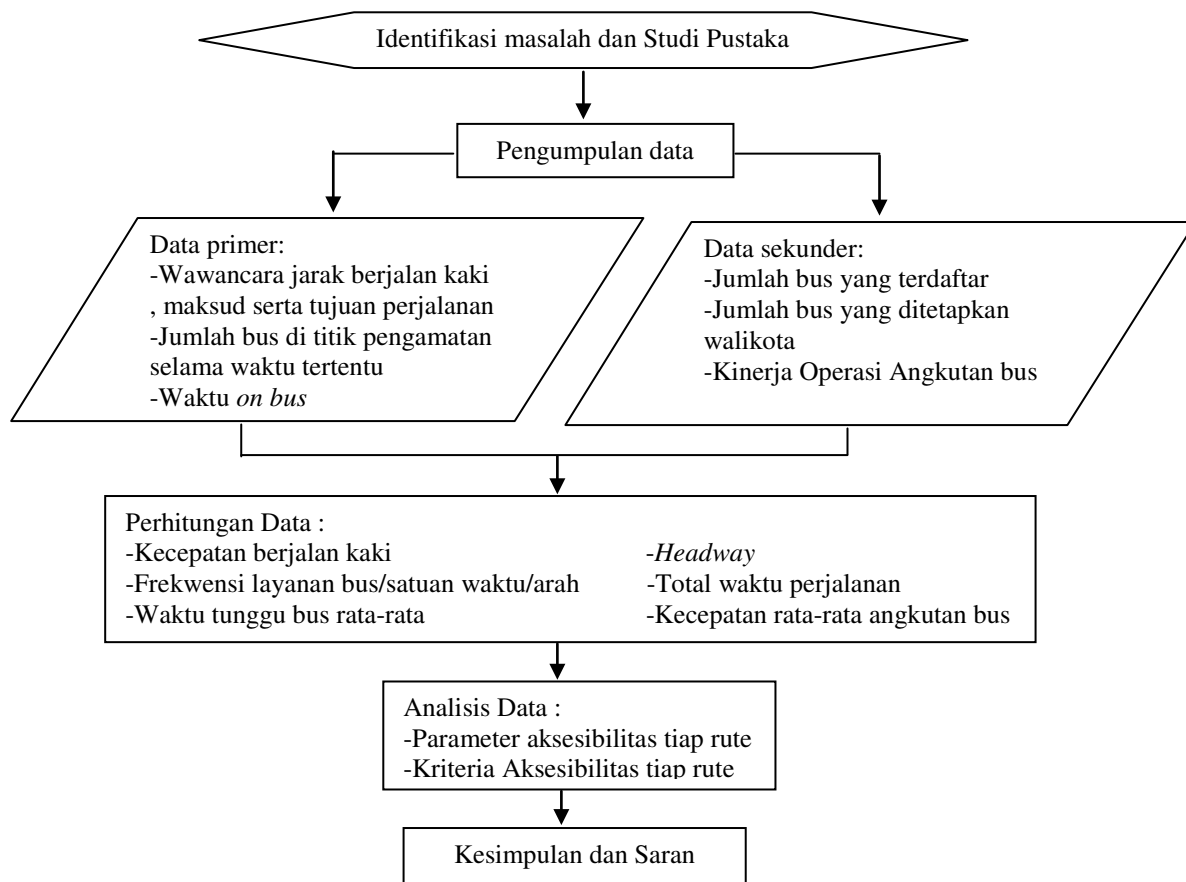 Identifikasi masalah dan Studi Pustaka
Pengumpulan data
Data primer:
-Wawancara jarak berjalan kaki
, maksud serta tujuan perjalanan
-Jumlah bus di titik pengamatan
selama waktu tertentu
-Waktu on bus
Data sekunder:
-Jumlah bus yang terdaftar
-Jumlah bus yang ditetapkan
walikota
-Kinerja Operasi Angkutan bus
Perhitungan Data :
-Kecepatan berjalan kaki
-Frekwensi layanan bus/satuan waktu/arah
-Waktu tunggu bus rata-rata
-Headway
-Total waktu perjalanan
-Kecepatan rata-rata angkutan bus
Analisis Data :
-Parameter aksesibilitas tiap rute
-Kriteria Aksesibilitas tiap rute
Kesimpulan dan Saran